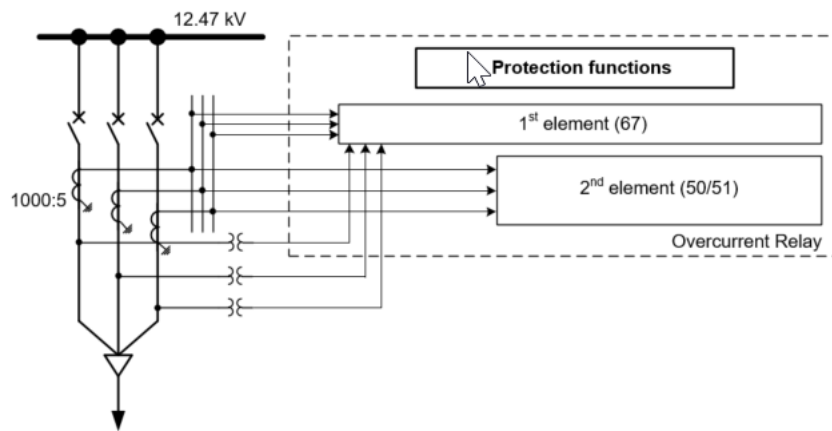 12.47 kV
Protection functions
1st element (67)
1000:5
2nd element (50/51)
Overcurrent Relay